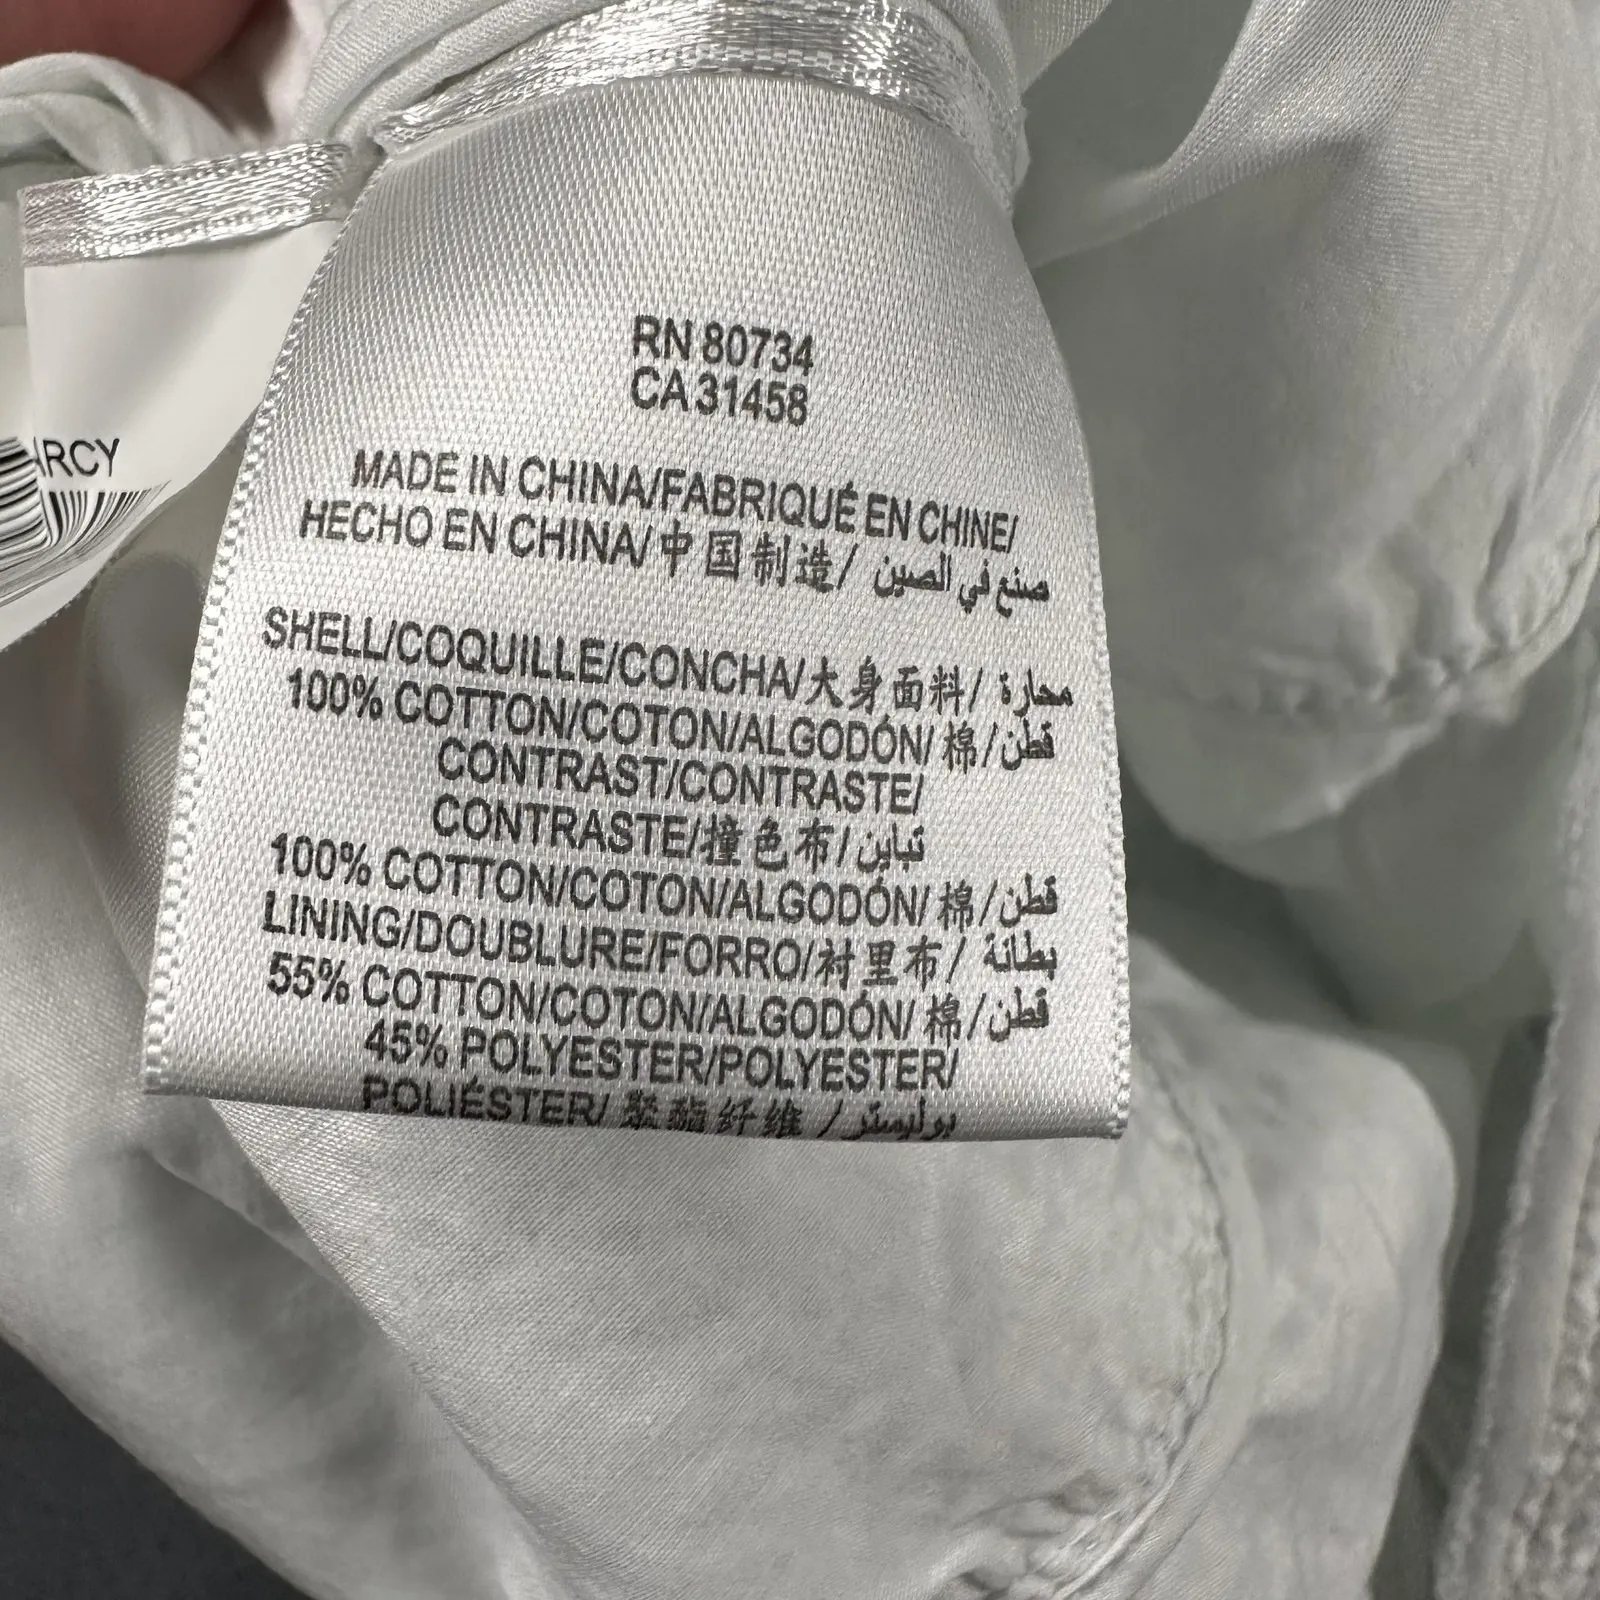 RN 80734
CA 31458
MADE IN CHINA/FABRIQUÉ EN CHINE/
HECHO EN CHINA/中国制造/ صنع في الصين
SHELL/COQUILLE/CONCHA/大身面料/ محارة
100% COTTON/COTON/ALGODÓN/棉/قطن
CONTRAST/CONTRASTE/
CONTRASTE/撞色布/تباين
100% COTTON/COTON/ALGODÓN/棉/قطن
LINING/DOUBLURE/FORRO/衬里布/ بطانة
55% COTTON/COTON/ALGODÓN/棉/قطن
45% POLYESTER/POLYESTER/
POLIÉSTER/聚酯纤维/بوليستر